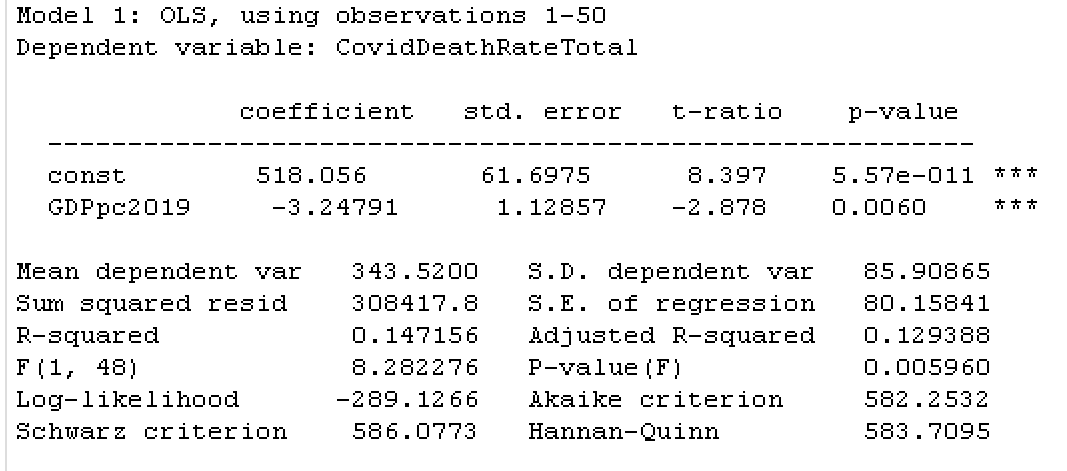 Model 1: OLS, using observations 1-50
Dependent variable: CovidDeathRateTotal
coefficient std. error t-ratio p-value
---------------------------------------------------------
const 518.056 61.6975 8.397 5.57e-011 ***
GDPpc2019 -3.24791 1.12857 -2.878 0.0060 ***
Mean dependent var 343.5200 S.D. dependent var 85.90865
Sum squared resid 308417.8 S.E. of regression 80.15841
R-squared 0.147156 Adjusted R-squared 0.129388
F(1, 48) 8.282276 P-value(F) 0.005960
Log-likelihood -289.1266 Akaike criterion 582.2532
Schwarz criterion 586.0773 Hannan-Quinn 583.7095